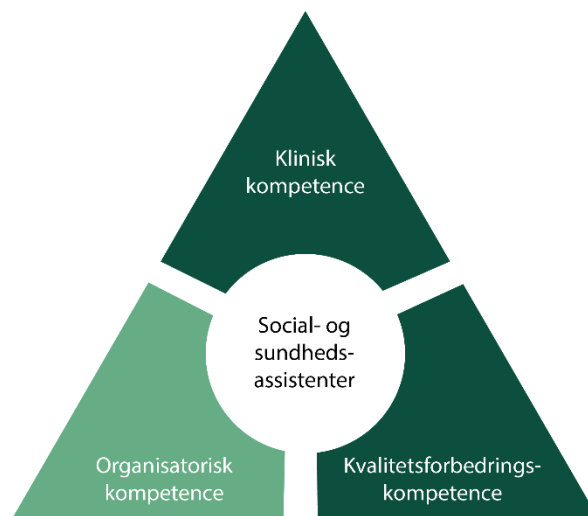 Klinisk
kompetence
Social- og
sundheds-
assistenter
Organisatorisk
kompetence
Kvalitetsforbedrings-
kompetence